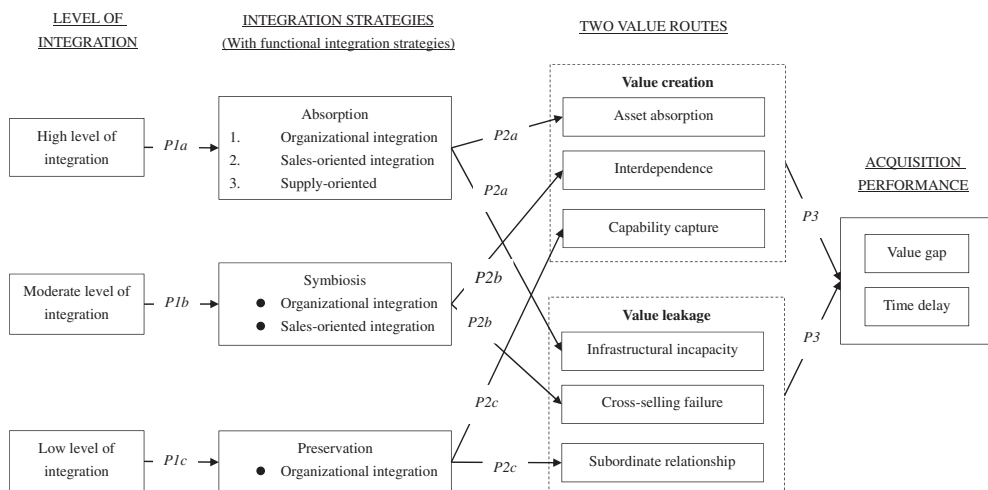 LEVEL OF
INTEGRATION
INTEGRATION STRATEGIES
(With functional integration strategies)
TWO VALUE ROUTES
ACQUISITION
PERFORMANCE
High level of
integration
P1a
Absorption
1. Organizational integration
2. Sales-oriented integration
3. Supply-oriented
P2a
P2a
Moderate level of
integration
P1b
Symbiosis
● Organizational integration
● Sales-oriented integration
P2b
P2b
Low level of
integration
P1c
Preservation
● Organizational integration
P2c
P2c
Value creation
Asset absorption
Interdependence
Capability capture
Value leakage
Infrastructural incapacity
Cross-selling failure
Subordinate relationship
P3
P3
Value gap
Time delay